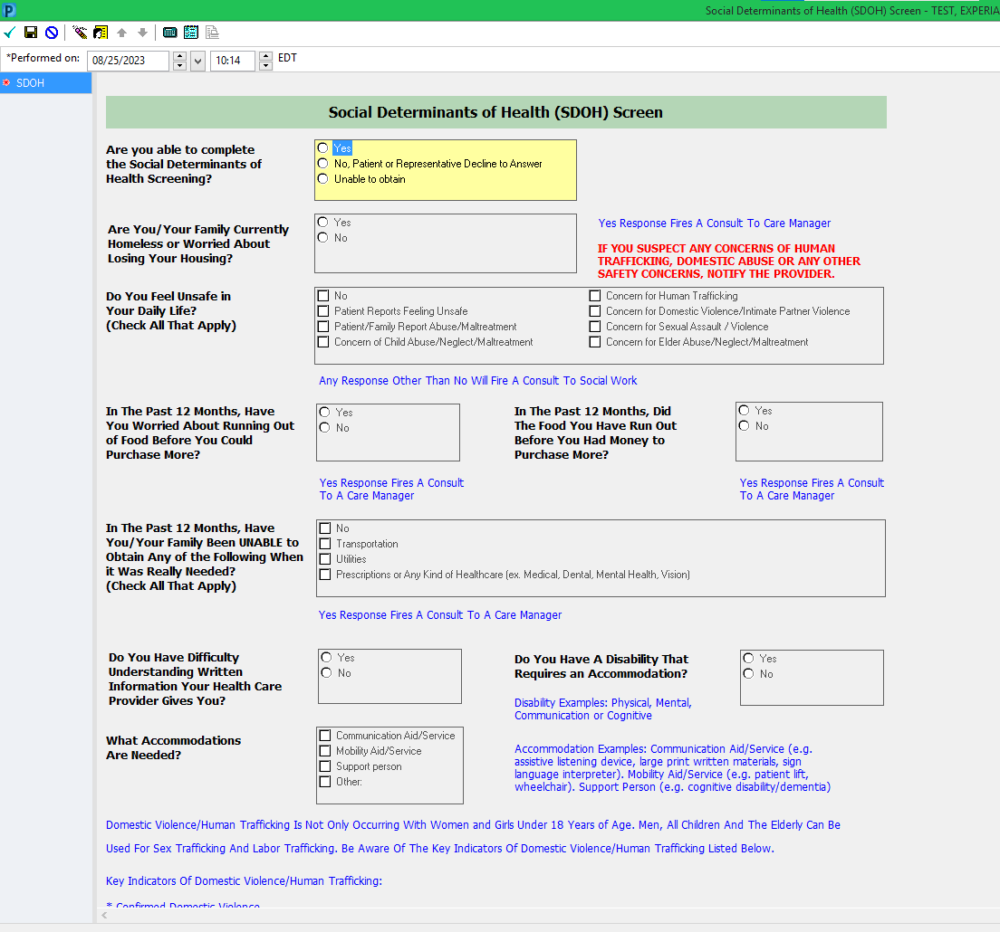 P
Social Determinants of Health (SDOH) Screen - TEST, EXPERIA
*Performed on: 08/25/2023 10:14 EDT
SDOH
Social Determinants of Health (SDOH) Screen
Are you able to complete
the Social Determinants of
Health Screening?
Yes
No, Patient or Representative Decline to Answer
Unable to obtain
Are You/Your Family Currently
Homeless or Worried About
Losing Your Housing?
Yes
No
Yes Response Fires A Consult To Care Manager
IF YOU SUSPECT ANY CONCERNS OF HUMAN
TRAFFICKING, DOMESTIC ABUSE OR ANY OTHER
SAFETY CONCERNS, NOTIFY THE PROVIDER.
Do You Feel Unsafe in
Your Daily Life?
(Check All That Apply)
No
Patient Reports Feeling Unsafe
Patient/Family Report Abuse/Maltreatment
Concern of Child Abuse/Neglect/Maltreatment
Concern for Human Trafficking
Concern for Domestic Violence/Intimate Partner Violence
Concern for Sexual Assault / Violence
Concern for Elder Abuse/Neglect/Maltreatment
Any Response Other Than No Will Fire A Consult To Social Work
In The Past 12 Months, Have
You Worried About Running Out
of Food Before You Could
Purchase More?
Yes
No
Yes Response Fires A Consult
To A Care Manager
In The Past 12 Months, Did
The Food You Have Run Out
Before You Had Money to
Purchase More?
Yes
No
Yes Response Fires A Consult
To A Care Manager
In The Past 12 Months, Have
You/Your Family Been UNABLE to
Obtain Any of the Following When
it Was Really Needed?
(Check All That Apply)
No
Transportation
Utilities
Prescriptions or Any Kind of Healthcare (ex. Medical, Dental, Mental Health, Vision)
Yes Response Fires A Consult To A Care Manager
Do You Have Difficulty
Understanding Written
Information Your Health Care
Provider Gives You?
Yes
No
Do You Have A Disability That
Requires an Accommodation?
Yes
No
Disability Examples: Physical, Mental,
Communication or Cognitive
What Accommodations
Are Needed?
Communication Aid/Service
Mobility Aid/Service
Support person
Other:
Accommodation Examples: Communication Aid/Service (e.g.
assistive listening device, large print written materials, sign
language interpreter). Mobility Aid/Service (e.g. patient lift,
wheelchair). Support Person (e.g. cognitive disability/dementia)
Domestic Violence/Human Trafficking Is Not Only Occurring With Women and Girls Under 18 Years of Age. Men, All Children And The Elderly Can Be
Used For Sex Trafficking And Labor Trafficking. Be Aware Of The Key Indicators Of Domestic Violence/Human Trafficking Listed Below.
Key Indicators Of Domestic Violence/Human Trafficking:
* Confirmed Domestic Violence